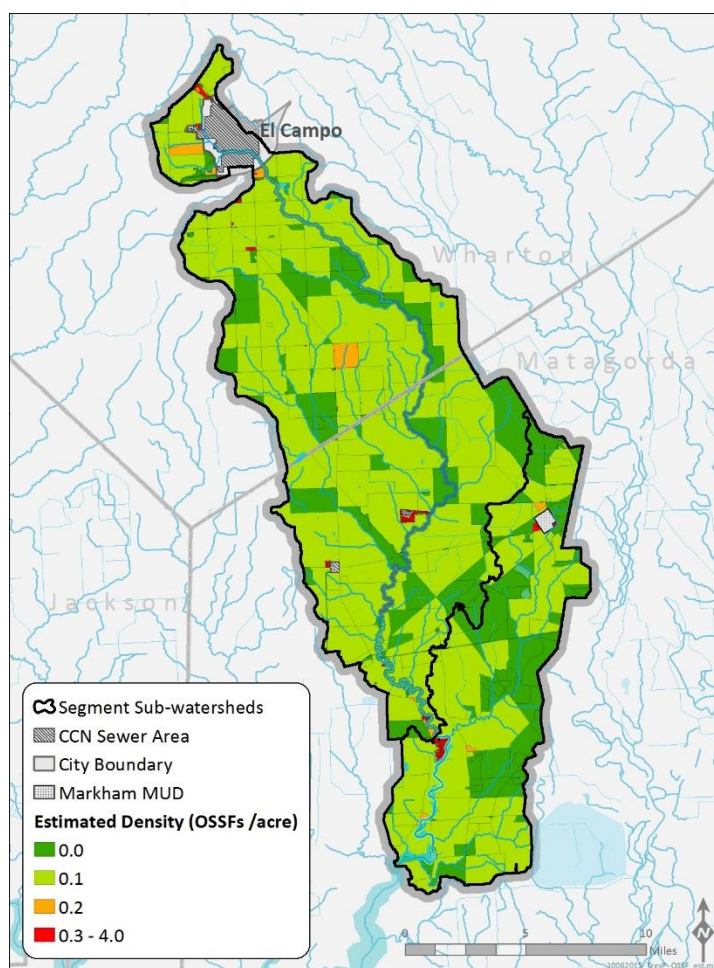 El Campo
Wharton
Matagorda
Jackson
Segment Sub-watersheds
CCN Sewer Area
City Boundary
Markham MUD
Estimated Density (OSSFs /acre)
0.0
0.1
0.2
0.3 - 4.0
0 5 10
Miles
N